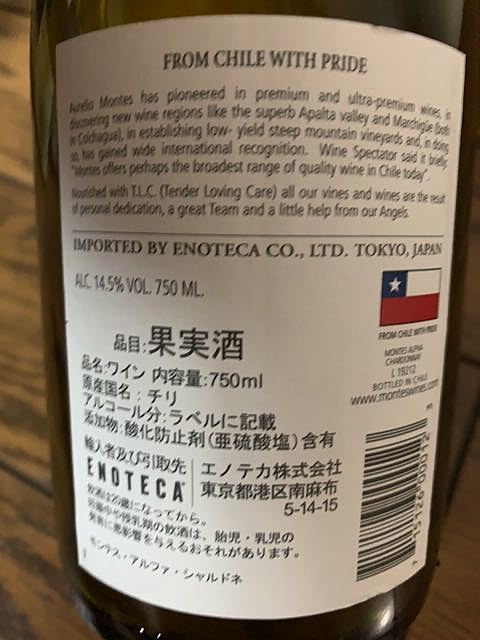 FROM CHILE WITH PRIDE
Aurelio Montes has pioneered in premium and ultra-premium wines, in
discovering new wine regions like the superb Apalta valley and Marchigüe (both
in Colchagua), in establishing low- yield steep mountain vineyards and, in doing
so, has gained wide international recognition. Wine Spectator said it briefly:
"Montes offers perhaps the broadest range of quality wine in Chile today".
Nourished with T.L.C. (Tender Loving Care) all our vines and wines are the result
of personal dedication, a great Team and a little help from our Angels.
IMPORTED BY ENOTECA CO., LTD. TOKYO, JAPAN
ALC. 14.5% VOL. 750 ML.
FROM CHILE WITH PRIDE
MONTES ALPHA
CHARDONNAY
L 19212
BOTTLED IN CHILE
www.monteswines.com
品目:果実酒
品名:ワイン 内容量:750ml
原産国名:チリ
アルコール分:ラベルに記載
添加物:酸化防止剤(亜硫酸塩)含有
輸入者及び引取先
ENOTECA
エノテカ株式会社
東京都港区南麻布
5-14-15
飲酒は20歳になってから。
妊娠中や授乳期の飲酒は、胎児・乳児の
発育に悪影響を与えるおそれがあります。
モンテス・アルファ・シャルドネ